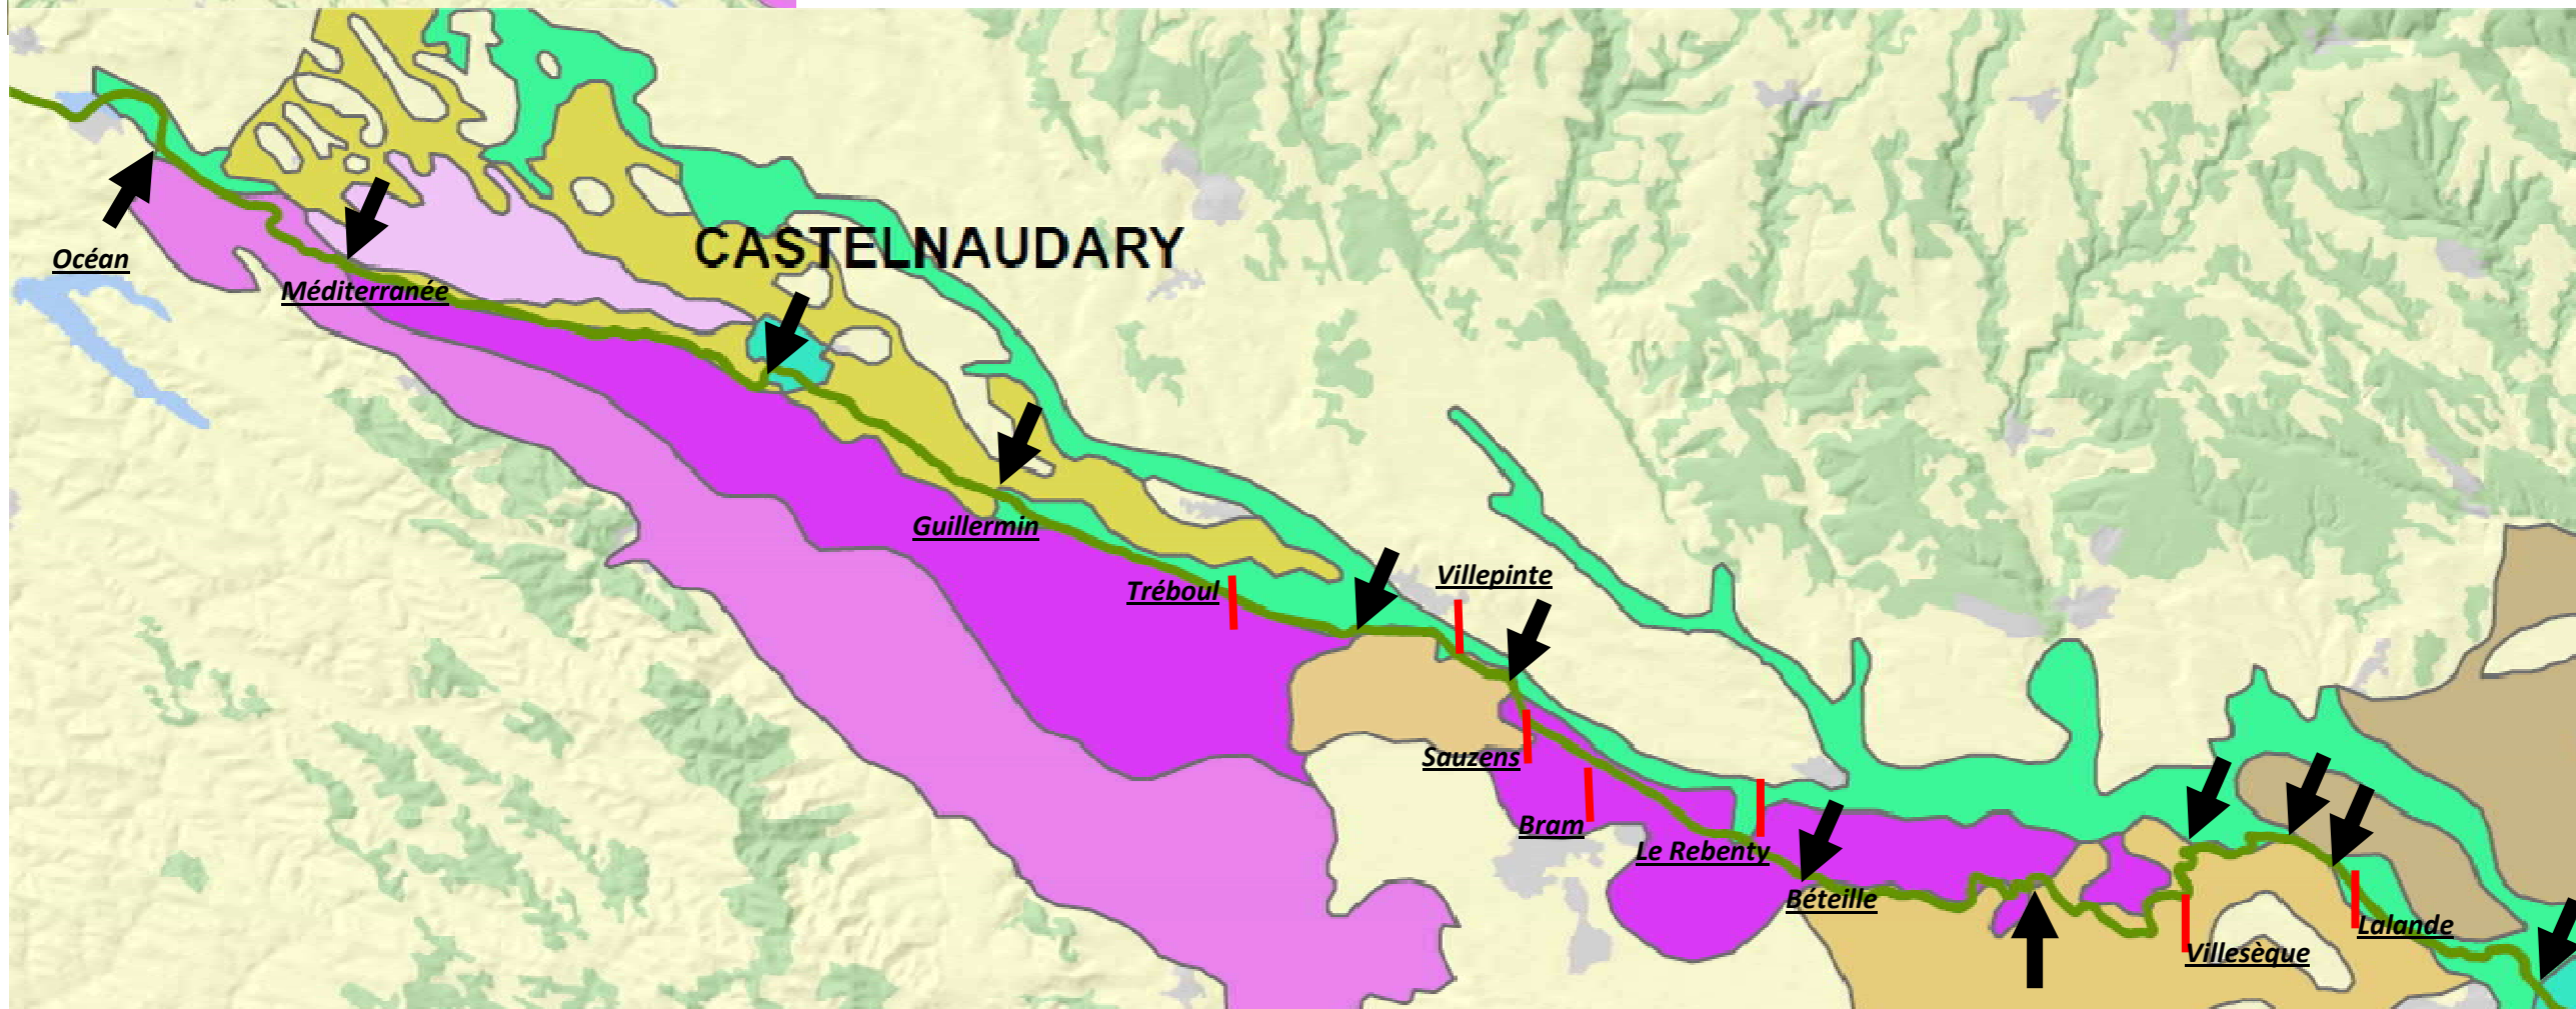 CASTELNAUDARY
Océan
Méditerranée
Guillermin
Tréboul
Villepinte
Sauzens
Bram
Le Rebenty
Béteille
Villesèque
Lalande